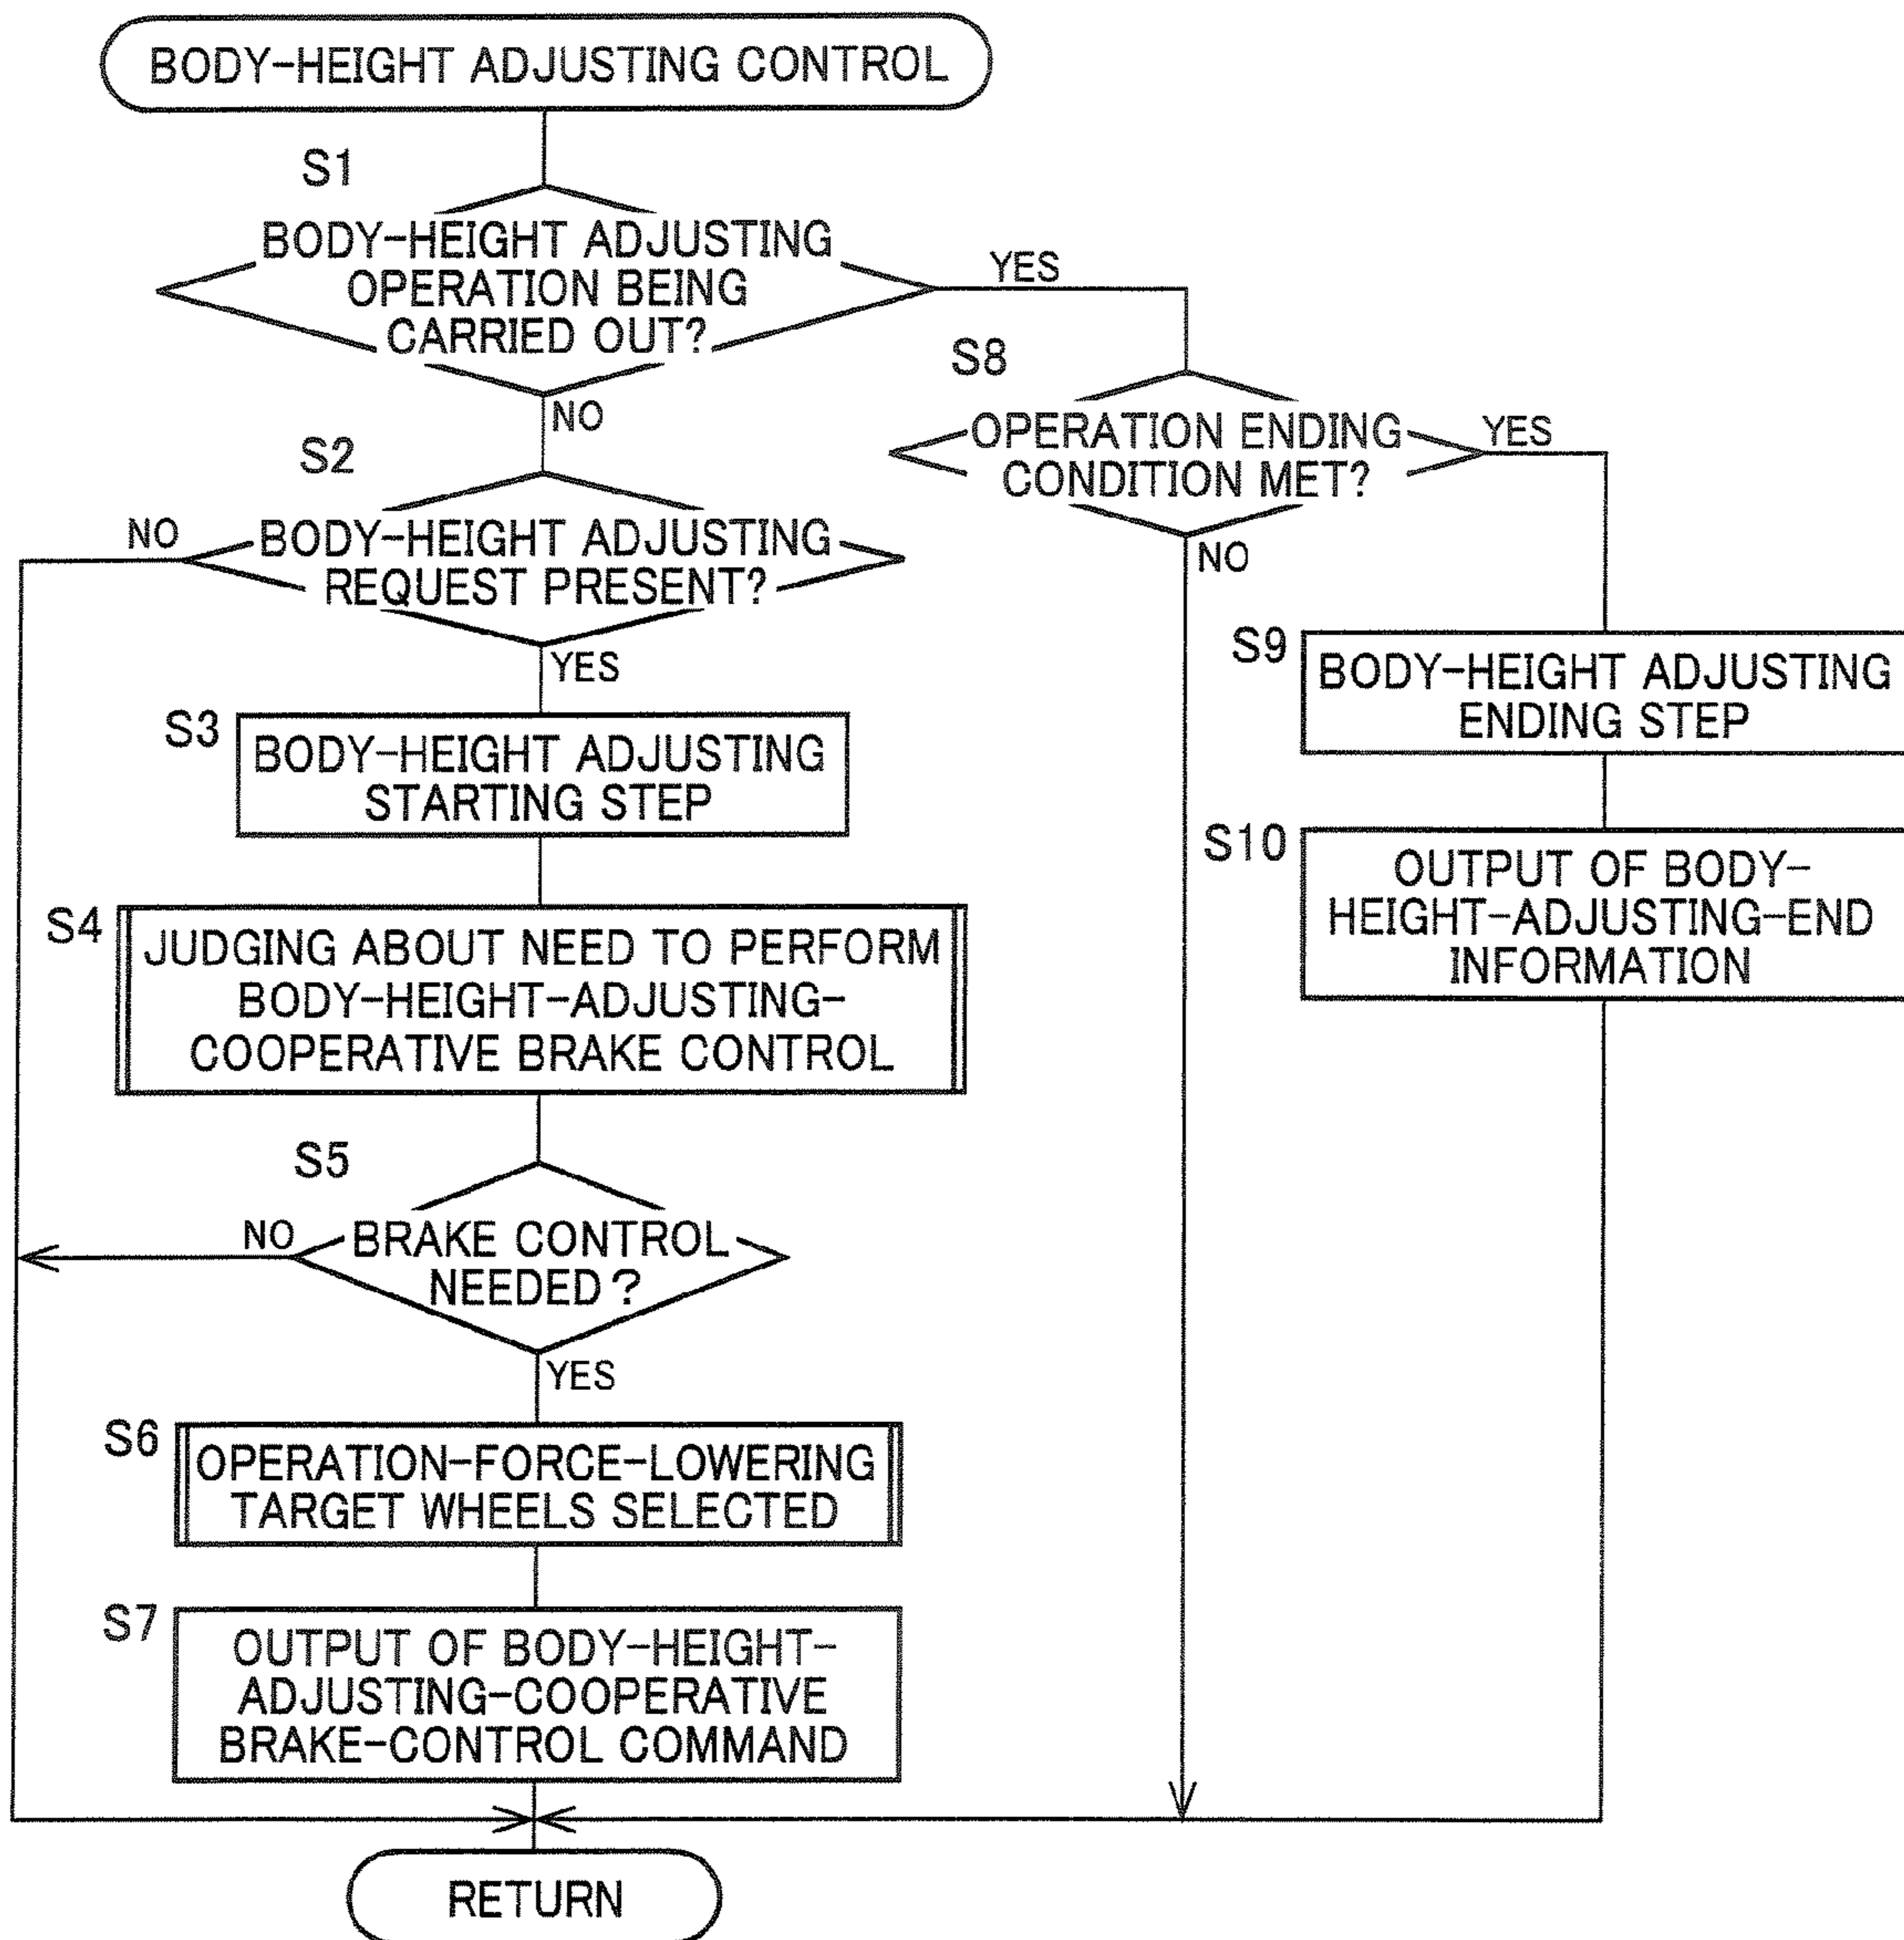 BODY-HEIGHT ADJUSTING CONTROL
S1
BODY-HEIGHT ADJUSTING
OPERATION BEING
CARRIED OUT?
YES
NO
S2
NO
BODY-HEIGHT ADJUSTING
REQUEST PRESENT?
YES
S3
BODY-HEIGHT ADJUSTING
STARTING STEP
S4
JUDGING ABOUT NEED TO PERFORM
BODY-HEIGHT-ADJUSTING-
COOPERATIVE BRAKE CONTROL
S5
NO
BRAKE CONTROL
NEEDED?
YES
S6
OPERATION-FORCE-LOWERING
TARGET WHEELS SELECTED
S7
OUTPUT OF BODY-HEIGHT-
ADJUSTING-COOPERATIVE
BRAKE-CONTROL COMMAND
S8
OPERATION ENDING
CONDITION MET?
YES
NO
S9
BODY-HEIGHT ADJUSTING
ENDING STEP
S10
OUTPUT OF BODY-
HEIGHT-ADJUSTING-END
INFORMATION
RETURN